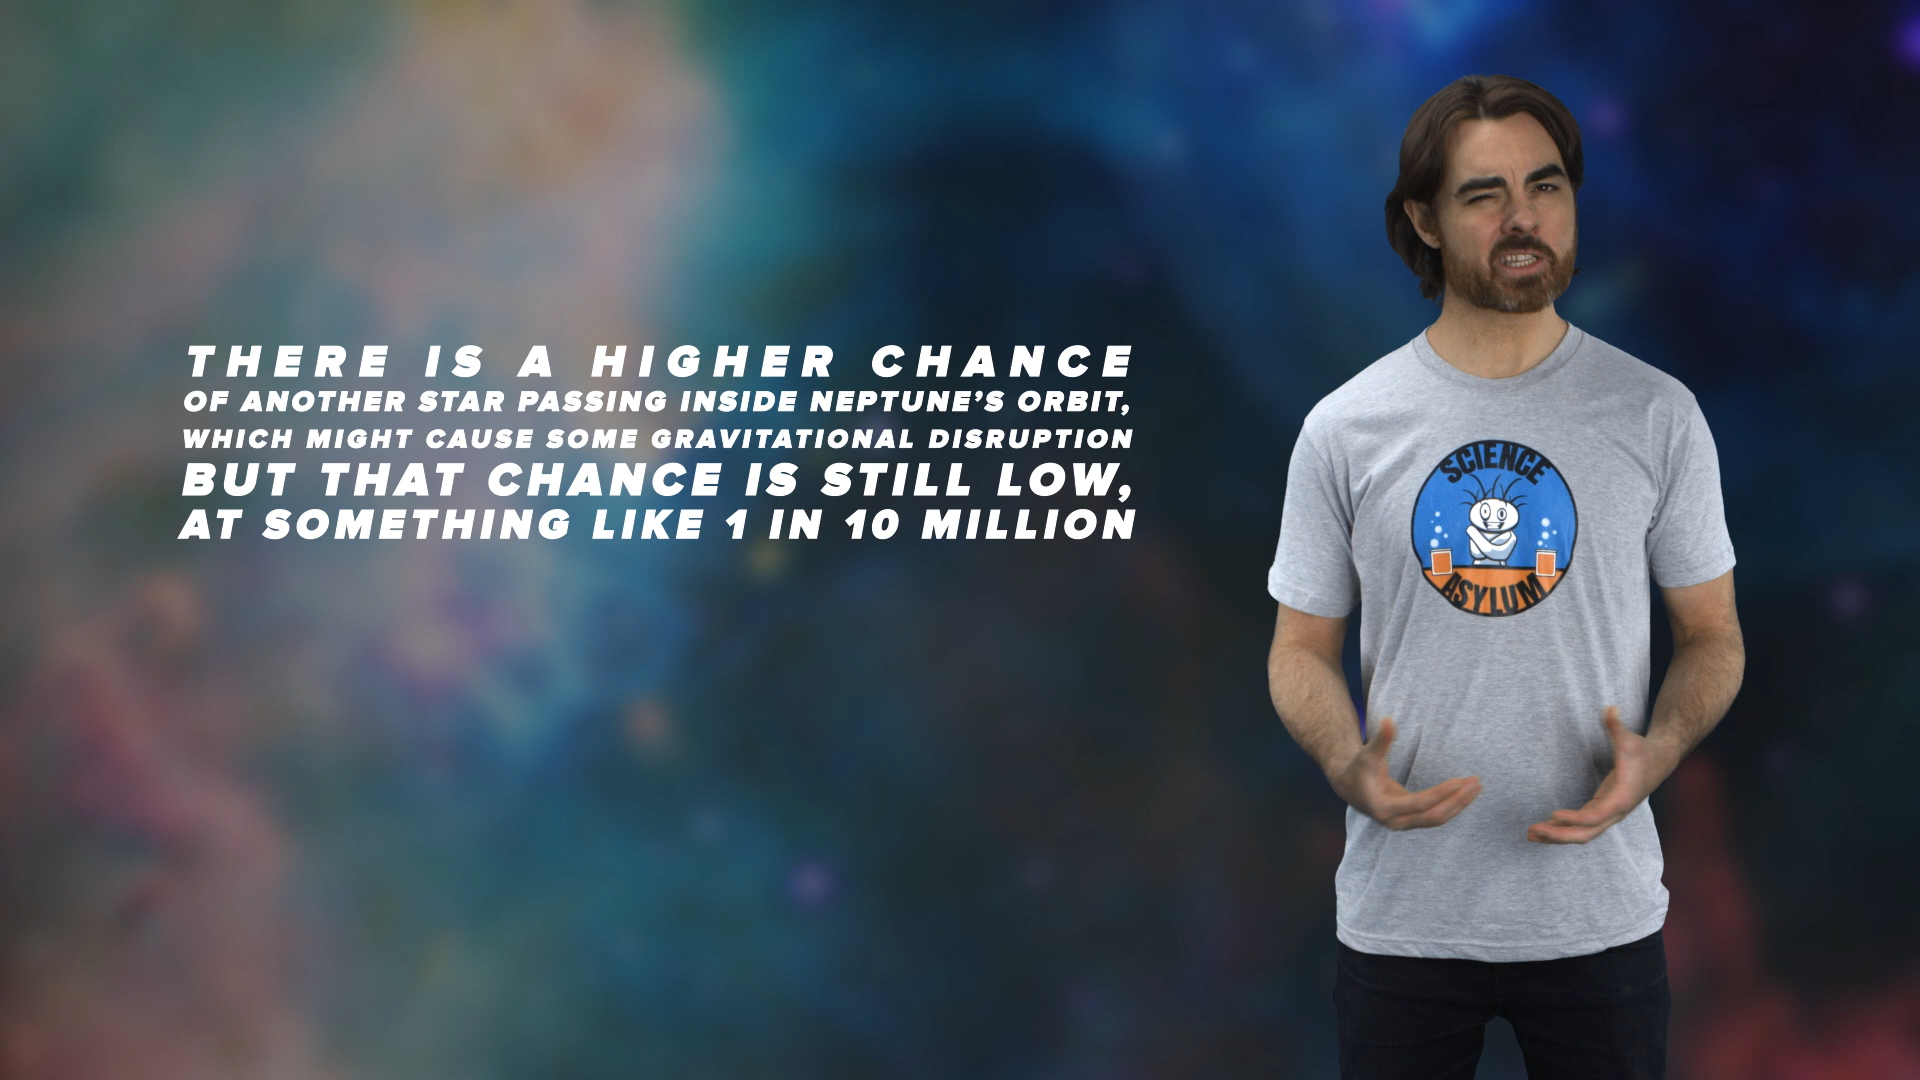 THERE IS A HIGHER CHANCE
OF ANOTHER STAR PASSING INSIDE NEPTUNE’S ORBIT,
WHICH MIGHT CAUSE SOME GRAVITATIONAL DISRUPTION
BUT THAT CHANCE IS STILL LOW,
AT SOMETHING LIKE 1 IN 10 MILLION
SCIENCE
ASYLUM